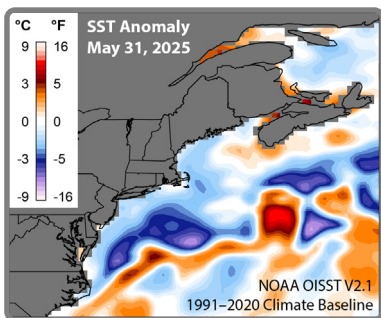 °C °F
SST Anomaly
May 31, 2025
9 16
3 5
0 0
-3 -5
-9 -16
NOAA OISST V2.1
1991–2020 Climate Baseline